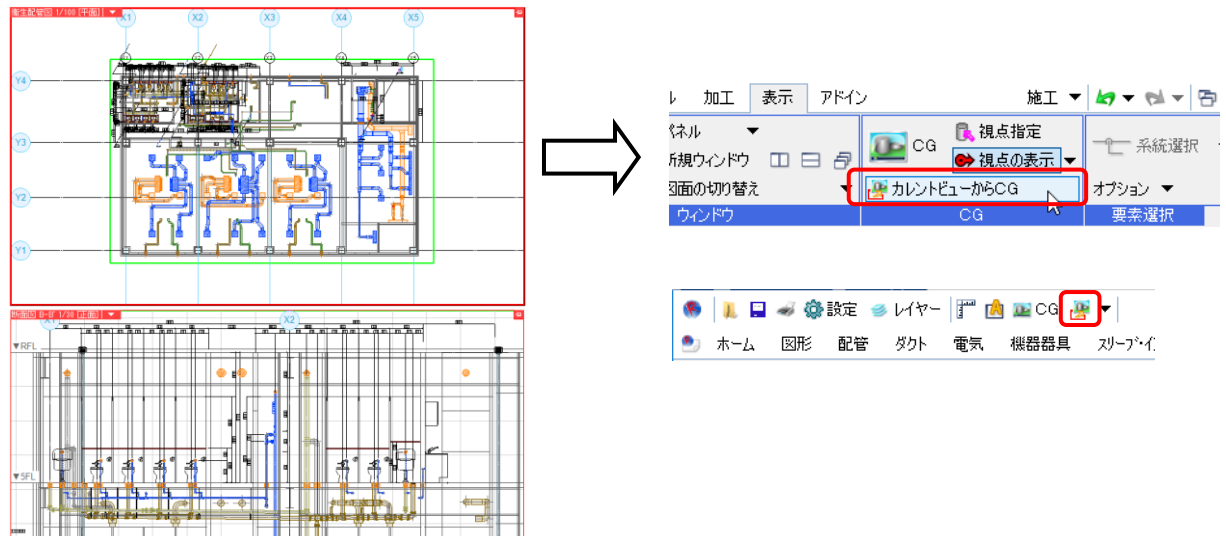 衛生配管図 1/100 [平面]
X1 X2 X3 X4 X5
Y4
Y3
Y2
Y1
断面図 B-B' 1/30 [正面]
X1 X2
▼RFL
▼5FL
加工 表示 アドイン 施工 ▼
パネル ▼
新規ウィンドウ
図面の切り替え ▼
ウィンドウ
CG 視点指定
視点の表示 ▼
カレントビューからCG
CG
系統選択
オプション ▼
要素選択
設定 レイヤー CG ▼
ホーム 図形 配管 ダクト 電気 機器器具 スリーブ・イ